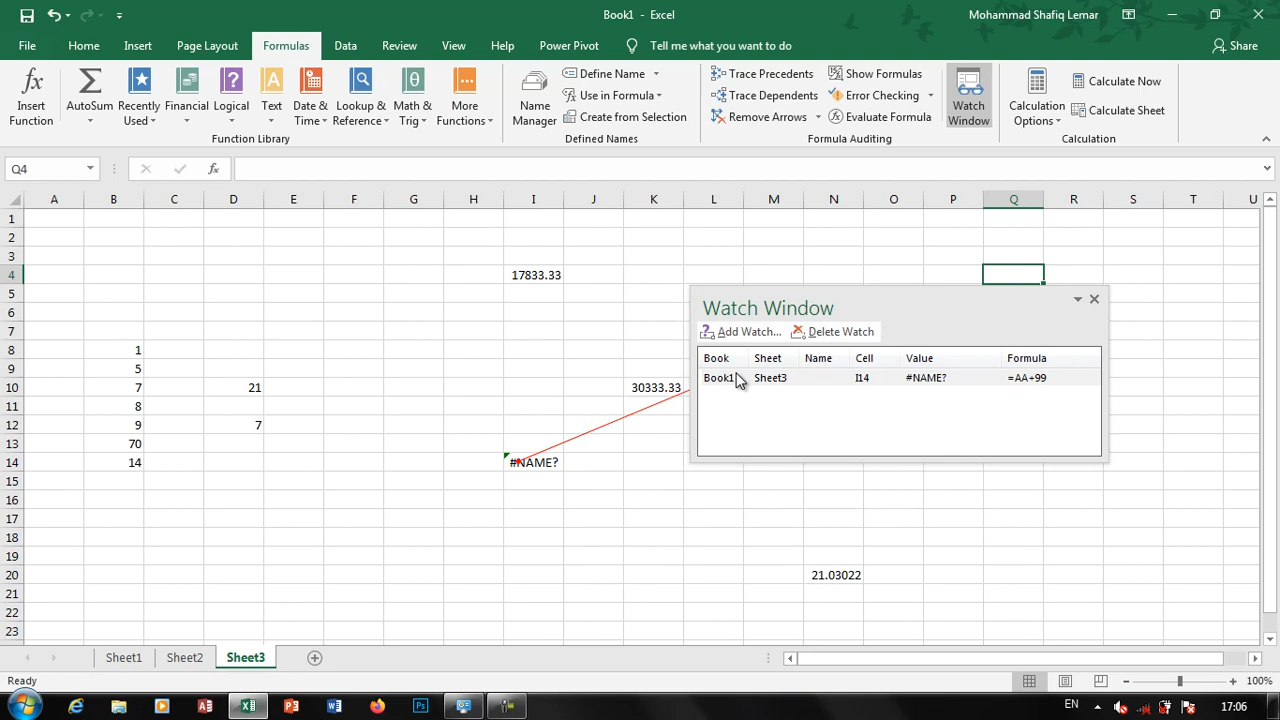 Book1 - Excel
Mohammad Shafiq Lemar
File Home Insert Page Layout Formulas Data Review View Help Power Pivot Tell me what you want to do Share
Insert Function
AutoSum
Recently Used
Financial
Logical
Text
Date & Time
Lookup & Reference
Math & Trig
More Functions
Function Library
Name Manager
Define Name
Use in Formula
Create from Selection
Defined Names
Trace Precedents
Trace Dependents
Remove Arrows
Show Formulas
Error Checking
Evaluate Formula
Formula Auditing
Watch Window
Calculation Options
Calculate Now
Calculate Sheet
Calculation
Q4 fx
A B C D E F G H I J K L M N O P Q R S T U
1
2
3
4 17833.33
5
6
7
8 1
9 5
10 7 21 30333.33
11 8
12 9 7
13 70
14 14 #NAME?
15
16
17
18
19
20 21.03022
21
22
23
Watch Window
Add Watch... Delete Watch
Book Sheet Name Cell Value Formula
Book1 Sheet3 I14 #NAME? =AA+99
Sheet1 Sheet2 Sheet3
Ready 100%
EN 17:06